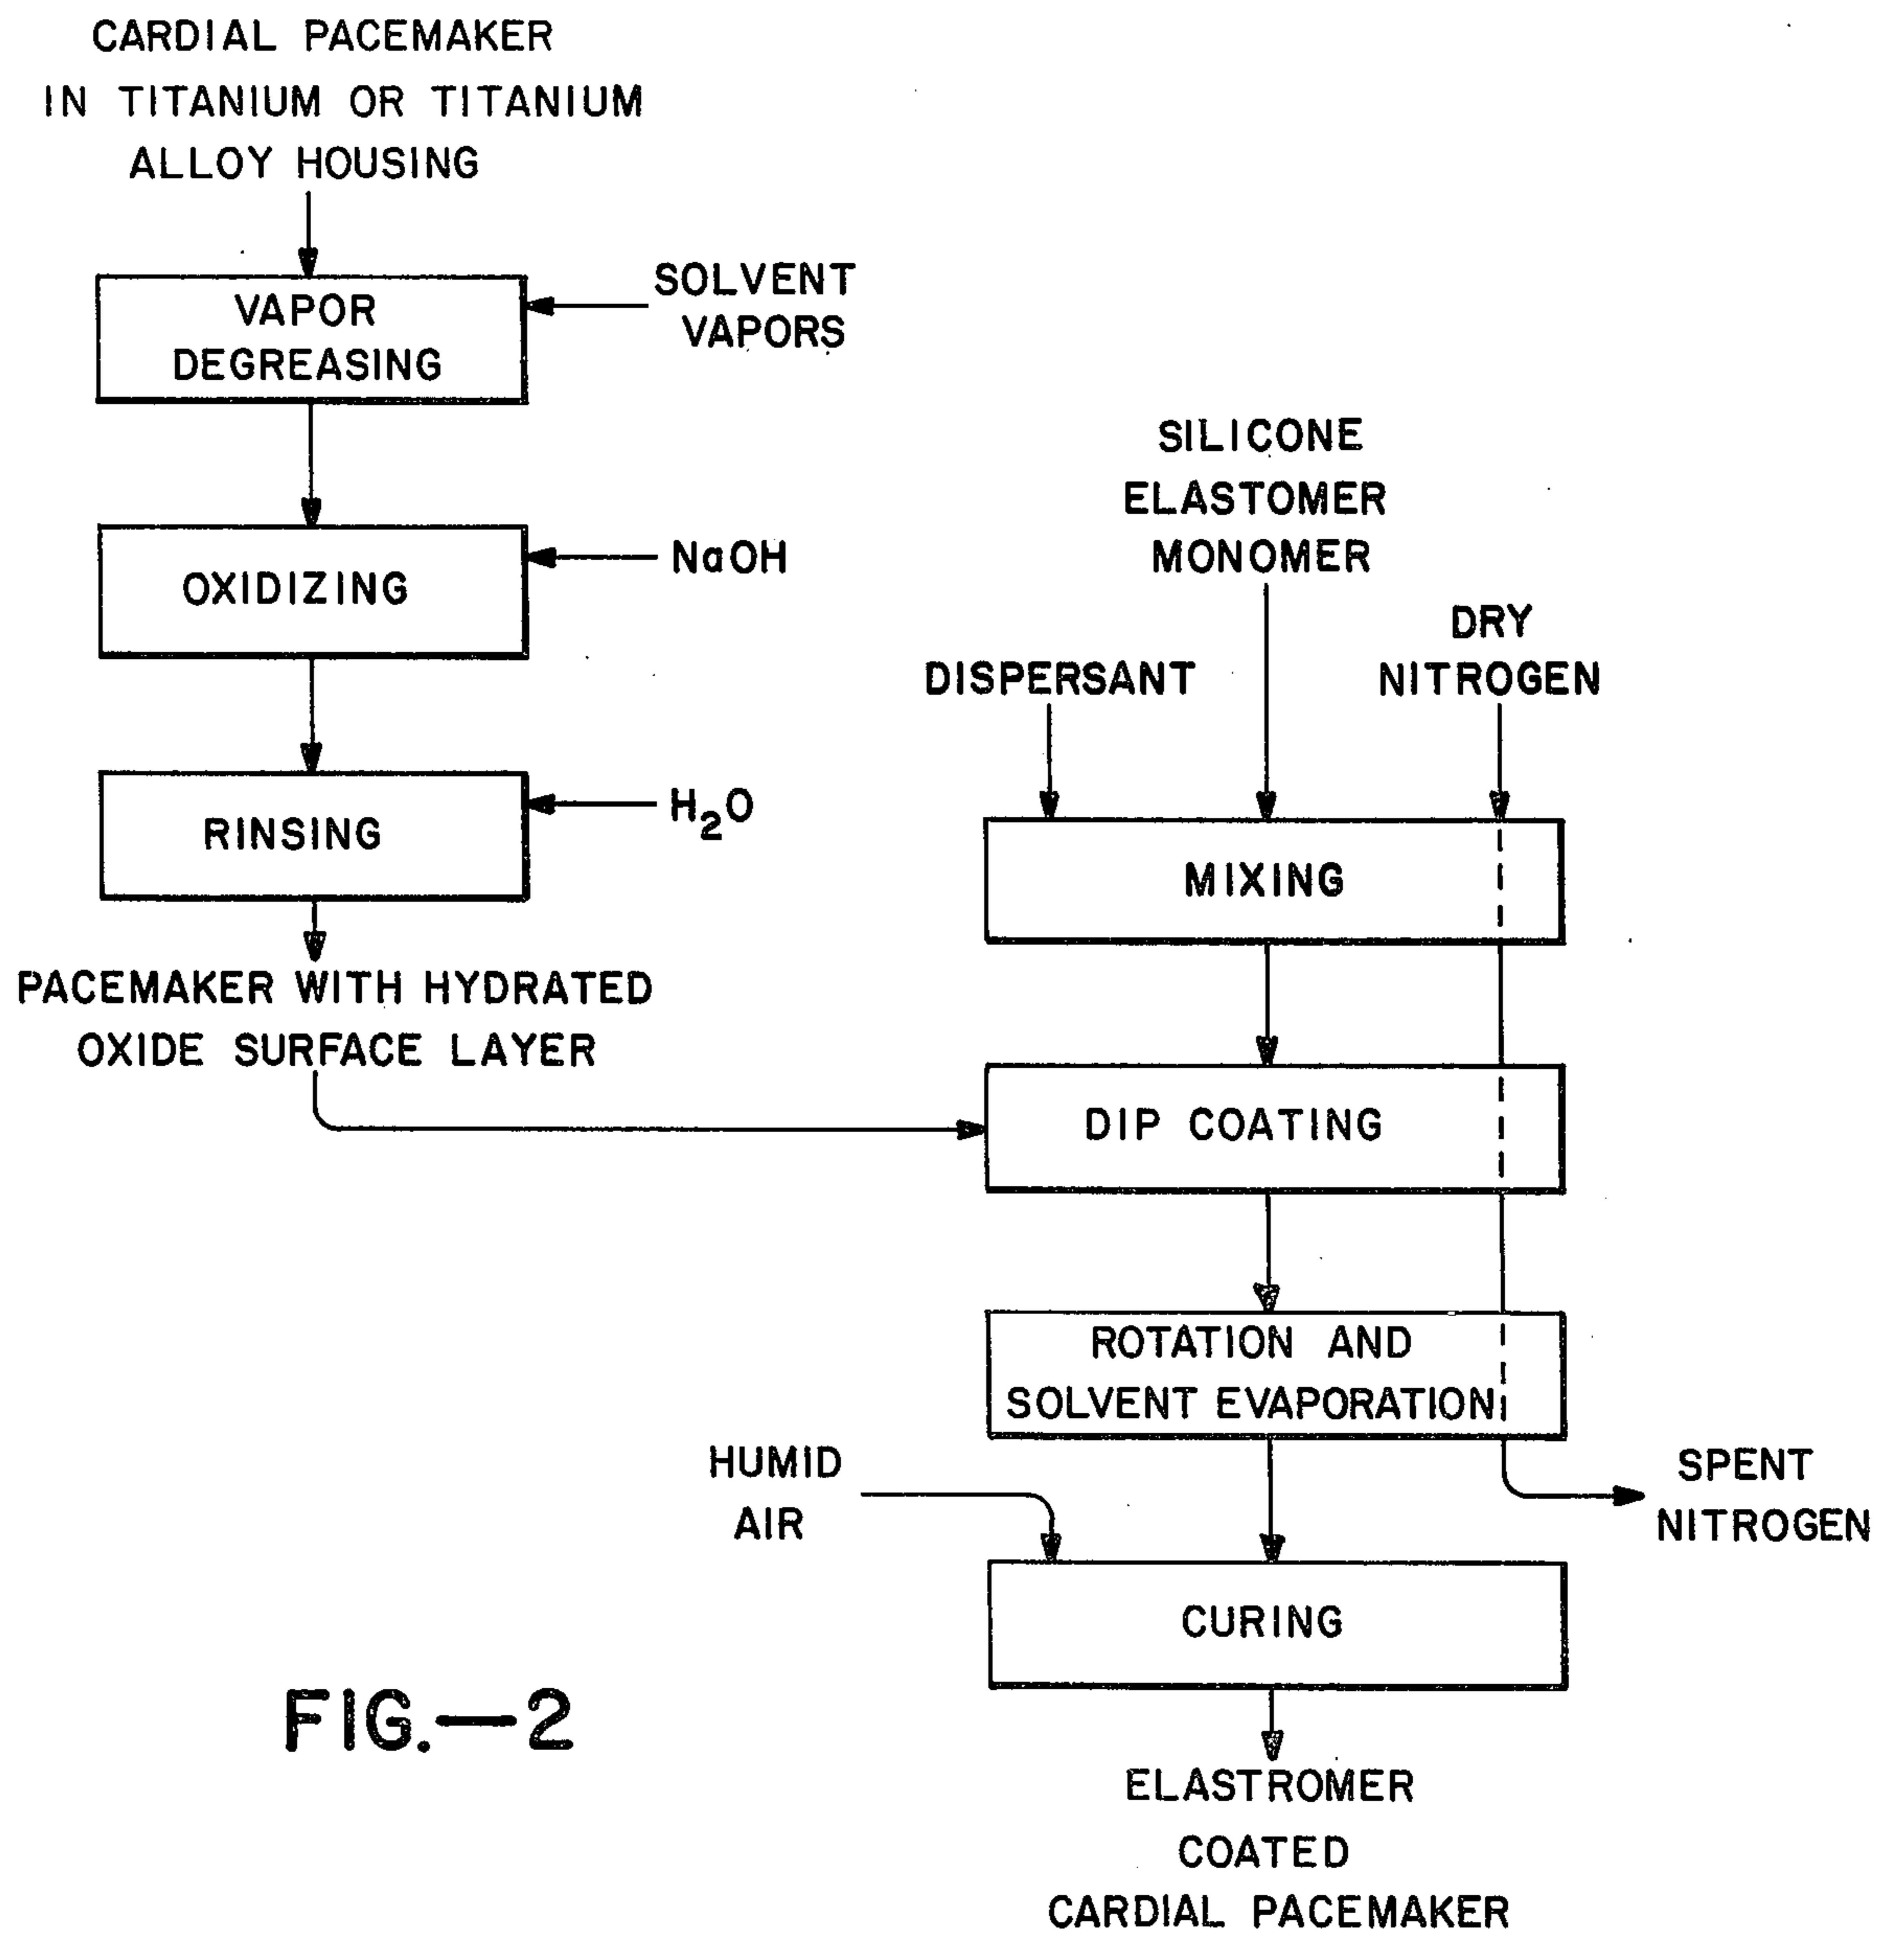 CARDIAL PACEMAKER
IN TITANIUM OR TITANIUM
ALLOY HOUSING
VAPOR
DEGREASING
SOLVENT
VAPORS
OXIDIZING
NaOH
RINSING
H₂O
PACEMAKER WITH HYDRATED
OXIDE SURFACE LAYER
SILICONE
ELASTOMER
MONOMER
DISPERSANT
DRY
NITROGEN
MIXING
DIP COATING
ROTATION AND
SOLVENT EVAPORATION
HUMID
AIR
SPENT
NITROGEN
CURING
ELASTROMER
COATED
CARDIAL PACEMAKER
FIG.—2